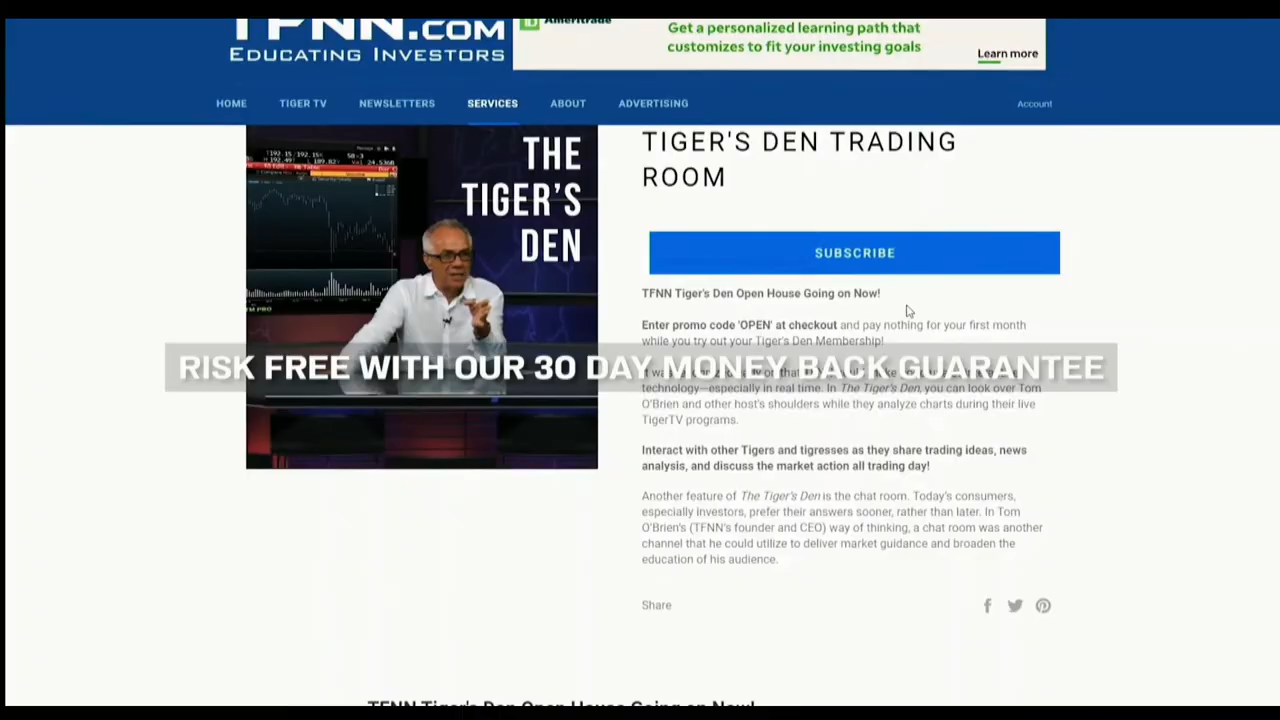 TFNN.COM
EDUCATING INVESTORS
Ameritrade
Get a personalized learning path that
customizes to fit your investing goals
Learn more
HOME TIGER TV NEWSLETTERS SERVICES ABOUT ADVERTISING Account
THE
TIGER'S
DEN
TIGER'S DEN TRADING
ROOM
SUBSCRIBE
TFNN Tiger's Den Open House Going on Now!
Enter promo code 'OPEN' at checkout and pay nothing for your first month
while you try out your Tiger's Den Membership!
RISK FREE WITH OUR 30 DAY MONEY BACK GUARANTEE
technology—especially in real time. In The Tiger's Den, you can look over Tom
O'Brien and other host's shoulders while they analyze charts during their live
TigerTV programs.
Interact with other Tigers and tigresses as they share trading ideas, news
analysis, and discuss the market action all trading day!
Another feature of The Tiger's Den is the chat room. Today's consumers,
especially investors, prefer their answers sooner, rather than later. In Tom
O'Brien's (TFNN's founder and CEO) way of thinking, a chat room was another
channel that he could utilize to deliver market guidance and broaden the
education of his audience.
Share
TFNN Tiger's Den Open House Going on Now!